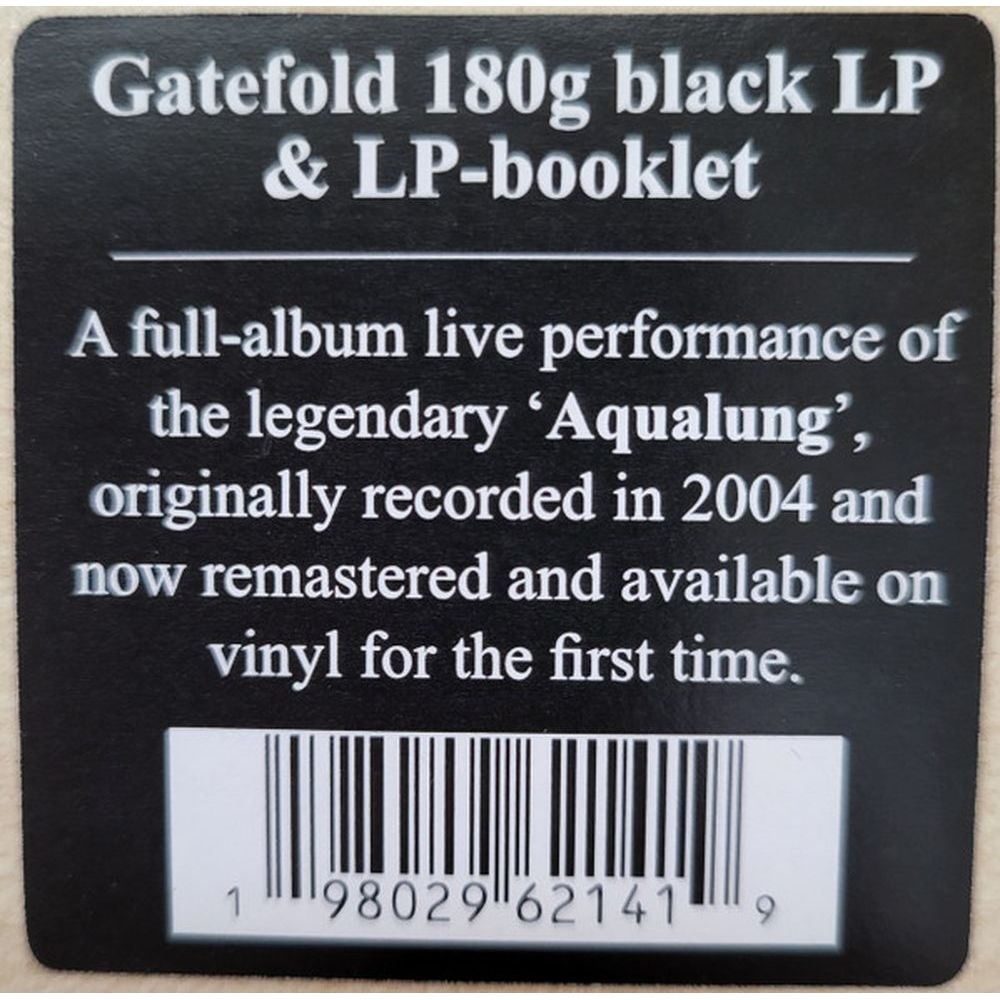 Gatefold 180g black LP
& LP-booklet
A full-album live performance of
the legendary ‘Aqualung’,
originally recorded in 2004 and
now remastered and available on
vinyl for the first time.
1 98029 62141 9